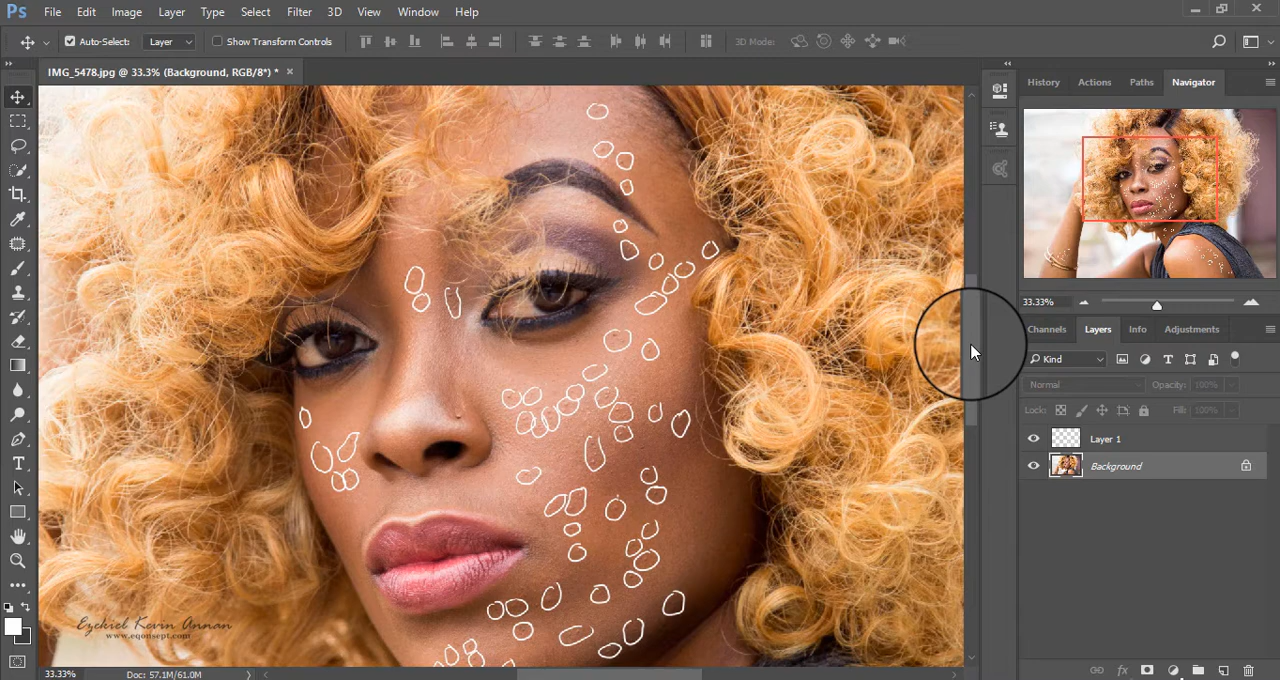 Ps File Edit Image Layer Type Select Filter 3D View Window Help
Auto-Select: Layer Show Transform Controls 3D Mode:
IMG_5478.jpg @ 33.3% (Background, RGB/8*) * ×
History Actions Paths Navigator
33.33%
Channels Layers Info Adjustments
Kind
Normal Opacity: 100%
Lock: Fill: 100%
Layer 1
Background
Ezekiel Kevin Annan
www.eqonsept.com
33.33% Doc: 57.1M/61.0M